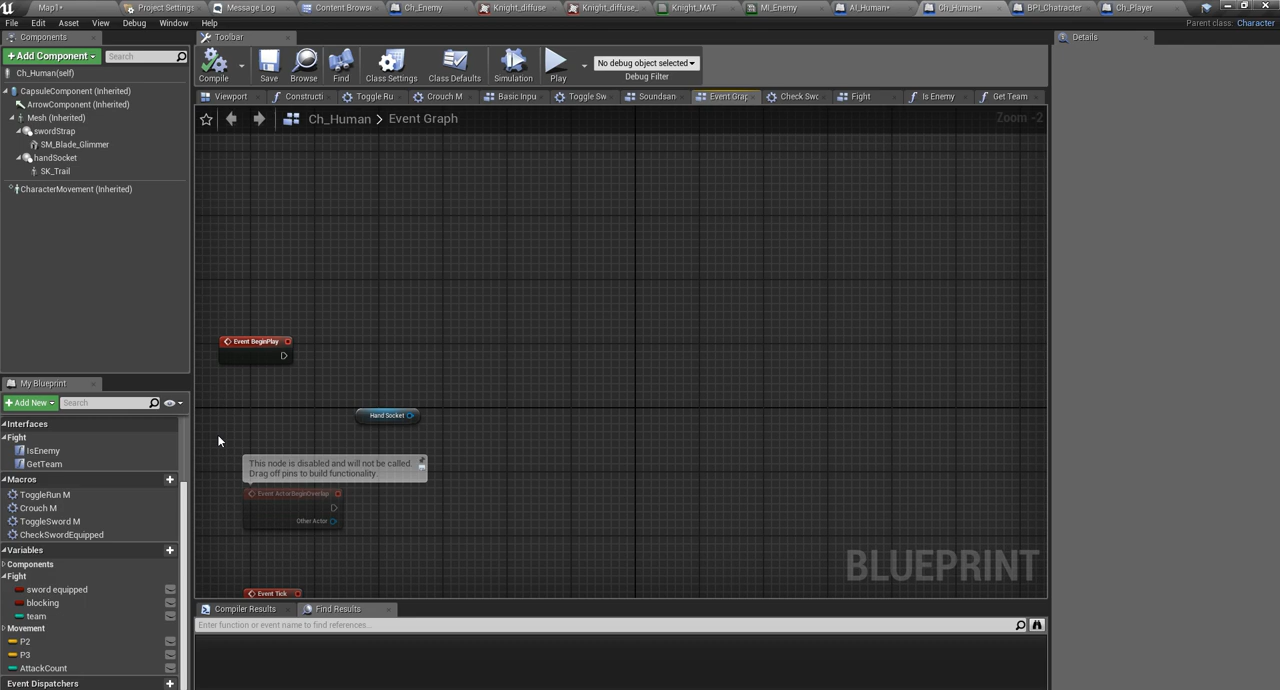 Map1*
Project Settings
Message Log
Content Browse
Ch_Enemy
Knight_diffuse
Knight_diffuse_
Knight_MAT
MI_Enemy
AI_Human*
Ch_Human*
BPI_Chatracter
Ch_Player
File Edit Asset View Debug Window Help
Parent class: Character
Components
Toolbar
Details
+ Add Component
Search
Compile
Save
Browse
Find
Class Settings
Class Defaults
Simulation
Play
No debug object selected
Debug Filter
Ch_Human(self)
CapsuleComponent (Inherited)
ArrowComponent (Inherited)
Mesh (Inherited)
swordStrap
SM_Blade_Glimmer
handSocket
SK_Trail
CharacterMovement (Inherited)
Viewport
Constructi
Toggle Ru
Crouch M
Basic Inpu
Toggle Sw
Soundsan
Event Grap
Check Swo
Fight
Is Enemy
Get Team
Ch_Human > Event Graph
Zoom -2
Event BeginPlay
Hand Socket
This node is disabled and will not be called.
Drag off pins to build functionality.
Event ActorBeginOverlap
Other Actor
Event Tick
BLUEPRINT
My Blueprint
+ Add New
Search
Interfaces
Fight
IsEnemy
GetTeam
Macros
ToggleRun M
Crouch M
ToggleSword M
CheckSwordEquipped
Variables
Components
Fight
sword equipped
blocking
team
Movement
P2
P3
AttackCount
Event Dispatchers
Compiler Results
Find Results
Enter function or event name to find references...